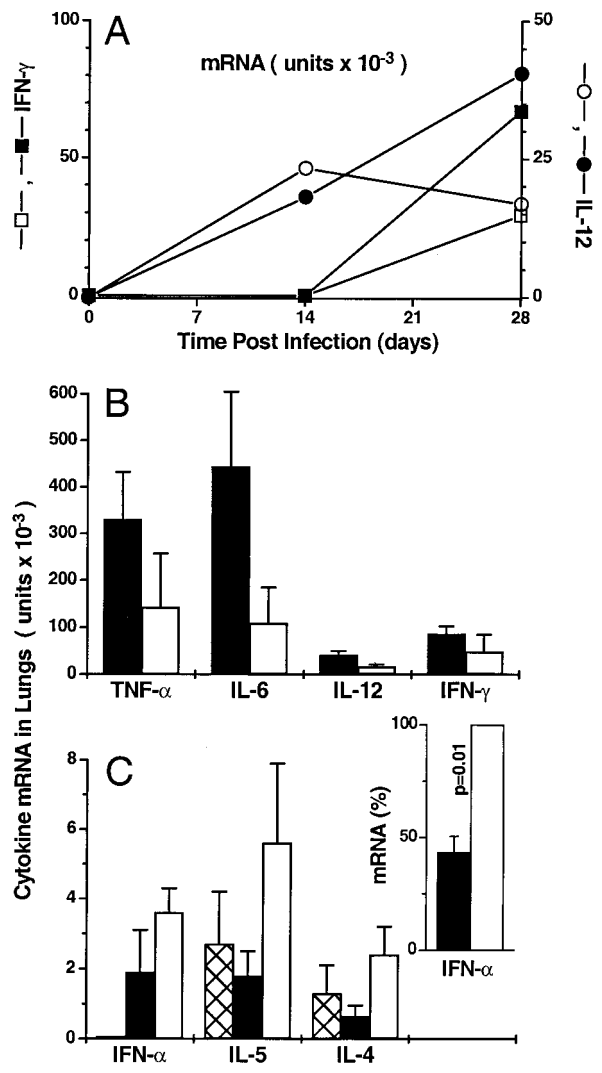 A
mRNA ( units x 10-3 )
100
50
0
IFN-γ
,
50
25
0
IL-12
,
0 7 14 21 28
Time Post Infection (days)
B
Cytokine mRNA in Lungs ( units x 10-3 )
600
500
400
300
200
100
0
TNF-α IL-6 IL-12 IFN-γ
C
8
6
4
2
0
IFN-α IL-5 IL-4
mRNA (%)
100
50
0
p=0.01
IFN-α